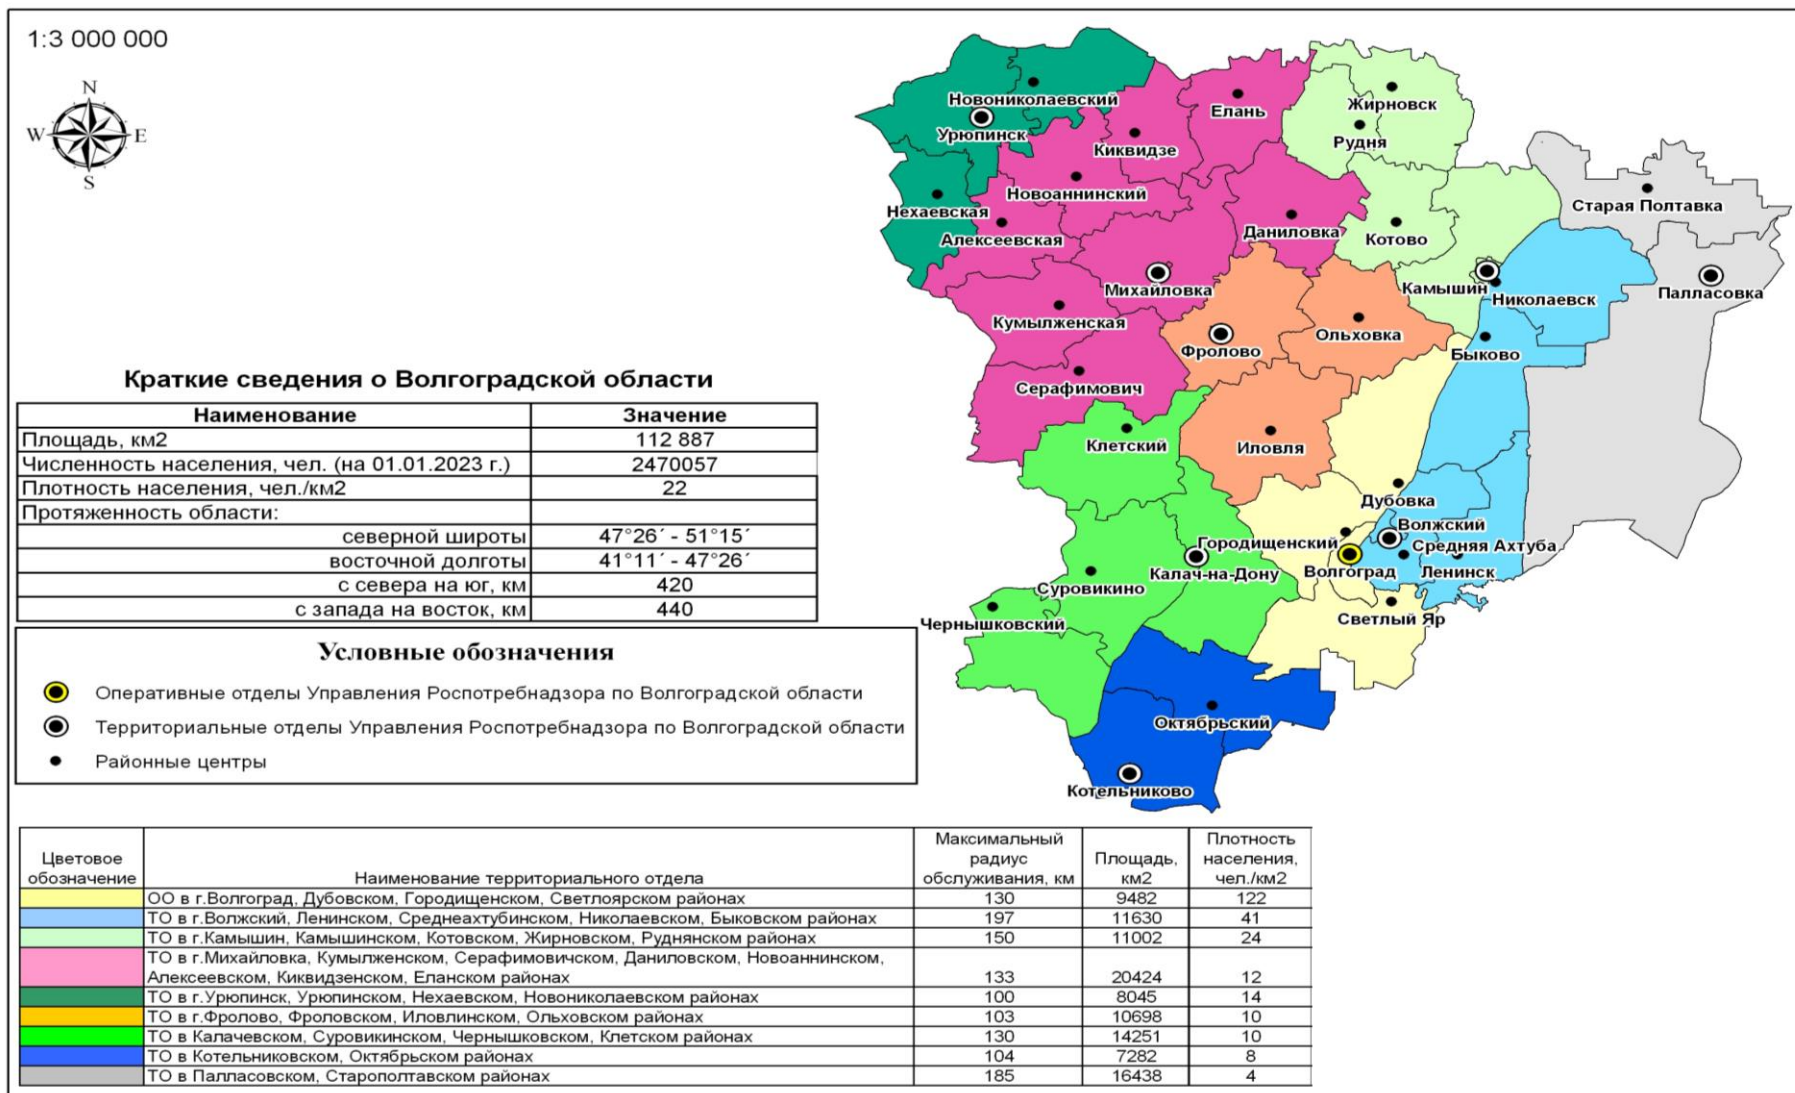 1:3 000 000
N
W E
S
Новониколаевский
Урюпинск
Нехаевская
Киквидзе
Елань
Новоаннинский
Алексеевская
Михайловка
Даниловка
Кумылженская
Серафимович
Жирновск
Рудня
Котово
Камышин
Николаевск
Старая Полтавка
Палласовка
Быково
Фролово
Ольховка
Иловля
Клетский
Дубовка
Волжский
Городищенский
Средняя Ахтуба
Калач-на-Дону
Волгоград
Ленинск
Суровикино
Светлый Яр
Чернышковский
Октябрьский
Котельниково
Краткие сведения о Волгоградской области
Наименование Значение
Площадь, км2 112 887
Численность населения, чел. (на 01.01.2023 г.) 2470057
Плотность населения, чел./км2 22
Протяженность области:
северной широты 47°26´ - 51°15´
восточной долготы 41°11´ - 47°26´
с севера на юг, км 420
с запада на восток, км 440
Условные обозначения
Оперативные отделы Управления Роспотребнадзора по Волгоградской области
Территориальные отделы Управления Роспотребнадзора по Волгоградской области
Районные центры
Цветовое обозначение Наименование территориального отдела Максимальный радиус обслуживания, км Площадь, км2 Плотность населения, чел./км2
ОО в г.Волгоград, Дубовском, Городищенском, Светлоярском районах 130 9482 122
ТО в г.Волжский, Ленинском, Среднеахтубинском, Николаевском, Быковском районах 197 11630 41
ТО в г.Камышин, Камышинском, Котовском, Жирновском, Руднянском районах 150 11002 24
ТО в г.Михайловка, Кумылженском, Серафимовичском, Даниловском, Новоаннинском,
Алексеевском, Киквидзенском, Еланском районах 133 20424 12
ТО в г.Урюпинск, Урюпинском, Нехаевском, Новониколаевском районах 100 8045 14
ТО в г.Фролово, Фроловском, Иловлинском, Ольховском районах 103 10698 10
ТО в Калачевском, Суровикинском, Чернышковском, Клетском районах 130 14251 10
ТО в Котельниковском, Октябрьском районах 104 7282 8
ТО в Палласовском, Старополтавском районах 185 16438 4